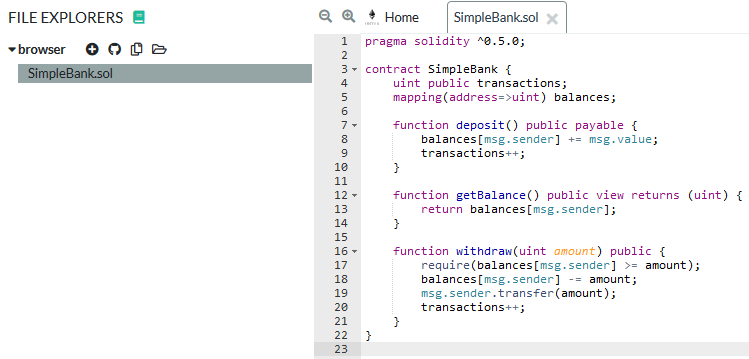 FILE EXPLORERS
browser
SimpleBank.sol
Home
SimpleBank.sol
1 pragma solidity ^0.5.0;
2
3 contract SimpleBank {
4     uint public transactions;
5     mapping(address=>uint) balances;
6
7     function deposit() public payable {
8         balances[msg.sender] += msg.value;
9         transactions++;
10     }
11
12     function getBalance() public view returns (uint) {
13         return balances[msg.sender];
14     }
15
16     function withdraw(uint amount) public {
17         require(balances[msg.sender] >= amount);
18         balances[msg.sender] -= amount;
19         msg.sender.transfer(amount);
20         transactions++;
21     }
22 }
23